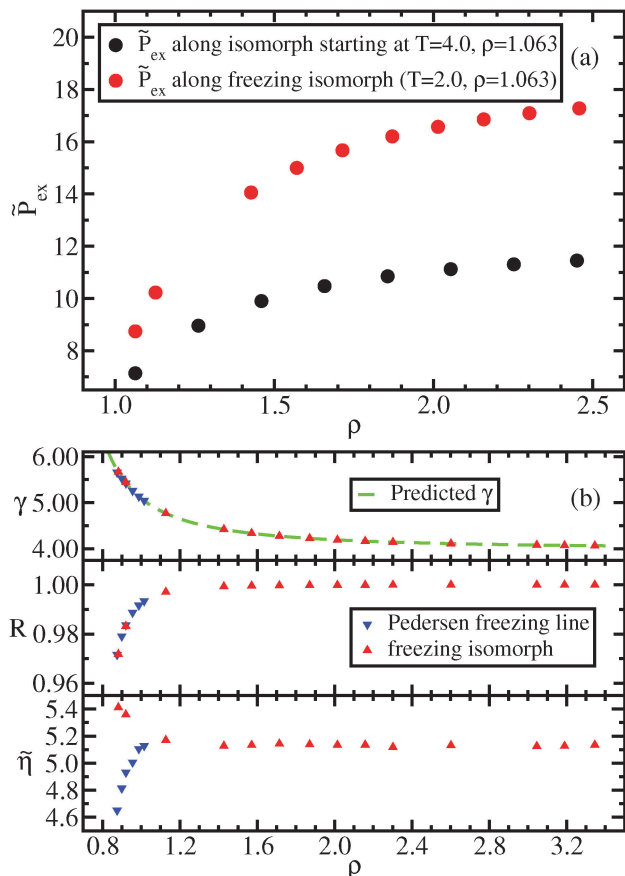 20
18
16
14
12
10
8
P̃ex
P̃ex along isomorph starting at T=4.0, ρ=1.063
(a)
P̃ex along freezing isomorph (T=2.0, ρ=1.063)
1.0
1.5
2.0
2.5
ρ
6.00
5.00
4.00
γ
Predicted γ
(b)
1.00
0.98
0.96
R
Pedersen freezing line
freezing isomorph
5.4
5.2
5.0
4.8
4.6
η̃
0.8
1.2
1.6
2.0
2.4
2.8
3.2
ρ